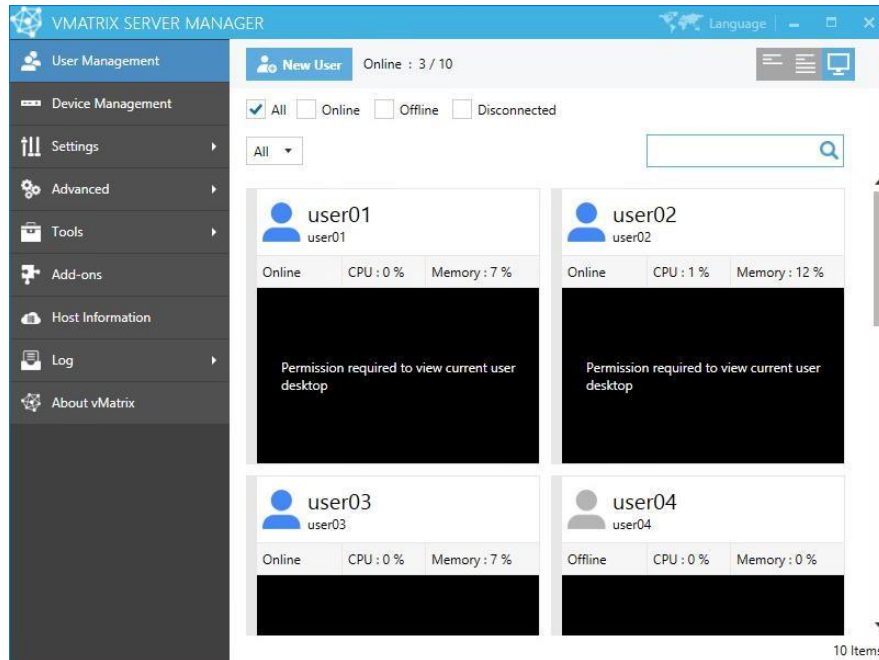 VMATRIX SERVER MANAGER
Language
User Management
Device Management
Settings
Advanced
Tools
Add-ons
Host Information
Log
About vMatrix
New User
Online : 3 / 10
All
Online
Offline
Disconnected
All
user01
user01
Online
CPU : 0 %
Memory : 7 %
Permission required to view current user
desktop
user02
user02
Online
CPU : 1 %
Memory : 12 %
Permission required to view current user
desktop
user03
user03
Online
CPU : 0 %
Memory : 7 %
user04
user04
Offline
CPU : 0 %
Memory : 0 %
10 Items